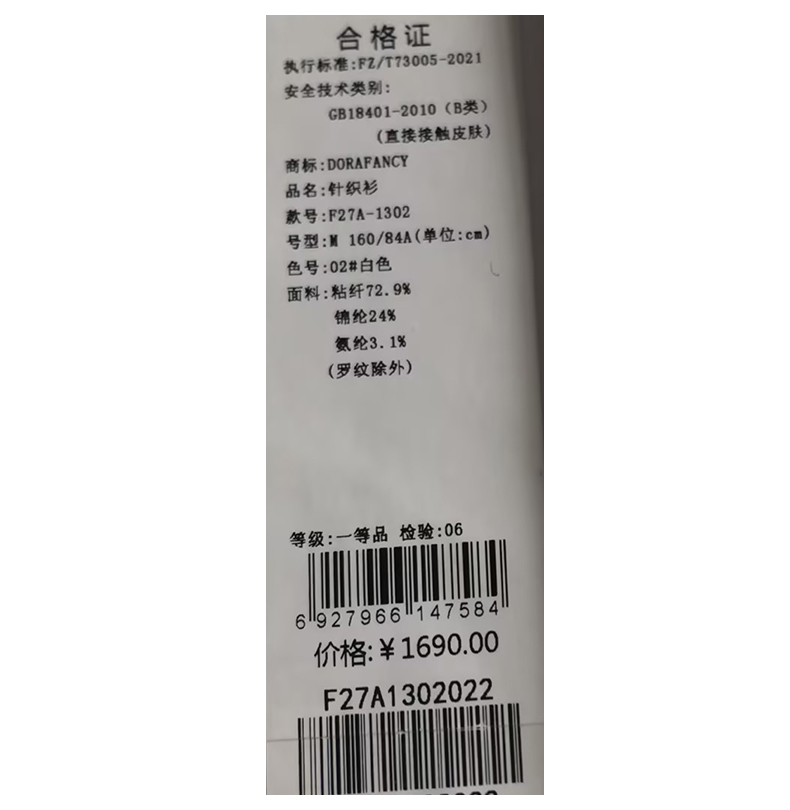 合格证
执行标准:FZ/T73005-2021
安全技术类别:
GB18401-2010（B类）
(直接接触皮肤)
商标:DORAFANCY
品名:针织衫
款号:F27A-1302
号型:M 160/84A(单位:cm)
色号:02#白色
面料:粘纤72.9%
锦纶24%
氨纶3.1%
(罗纹除外)
等级:一等品 检验:06
6 927966 147584
价格:￥1690.00
F27A1302022